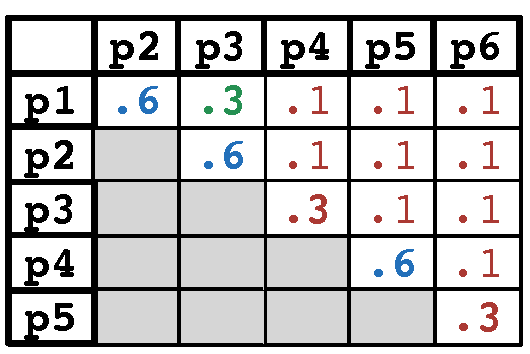 p2 p3 p4 p5 p6
p1 .6 .3 .1 .1 .1
p2 .6 .1 .1 .1
p3 .3 .1 .1
p4 .6 .1
p5 .3